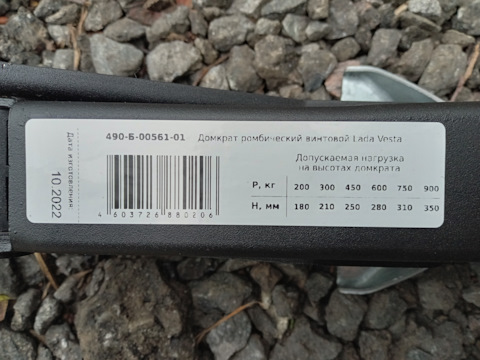 490-Б-00561-01 Домкрат ромбический винтовой Lada Vesta
Дата изготовления
10.2022
4 603726 880206
Допускаемая нагрузка
на высотах домкрата
P, кг 200 300 450 600 750 900
H, мм 180 210 250 280 310 350